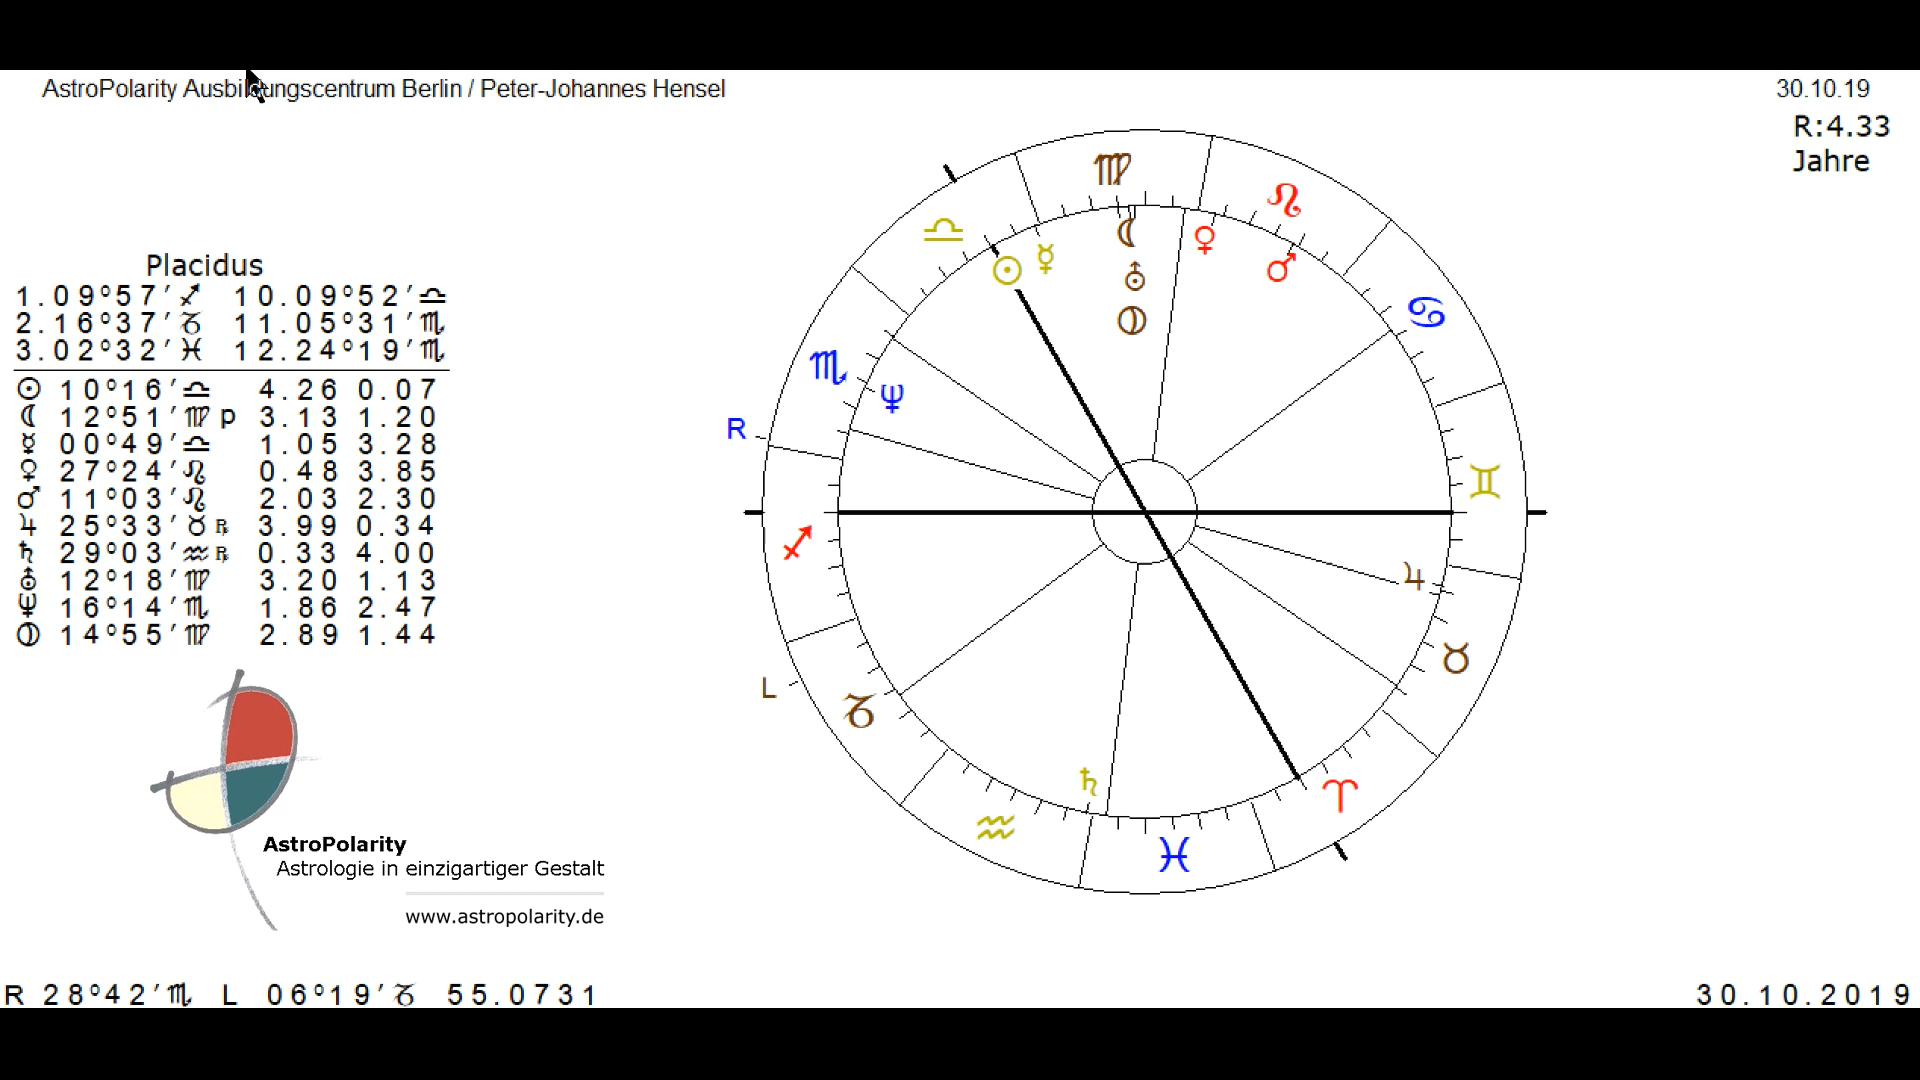 AstroPolarity Ausbildungscentrum Berlin / Peter-Johannes Hensel
30.10.19
R:4.33
Jahre
Placidus
1.09°57'♐ 10.09°52'♎
2.16°37'♑ 11.05°31'♏
3.02°32'♓ 12.24°19'♏
☉ 10°16'♎ 4.26 0.07
☾ 12°51'♍ p 3.13 1.20
☿ 00°49'♎ 1.05 3.28
♀ 27°24'♌ 0.48 3.85
♂ 11°03'♌ 2.03 2.30
♃ 25°33'♉ ℞ 3.99 0.34
♄ 29°03'♒ ℞ 0.33 4.00
⛢ 12°18'♍ 3.20 1.13
♆ 16°14'♏ 1.86 2.47
⯓ 14°55'♍ 2.89 1.44
R
L
AstroPolarity
Astrologie in einzigartiger Gestalt
www.astropolarity.de
R 28°42'♏ L 06°19'♑ 55.0731
30.10.2019